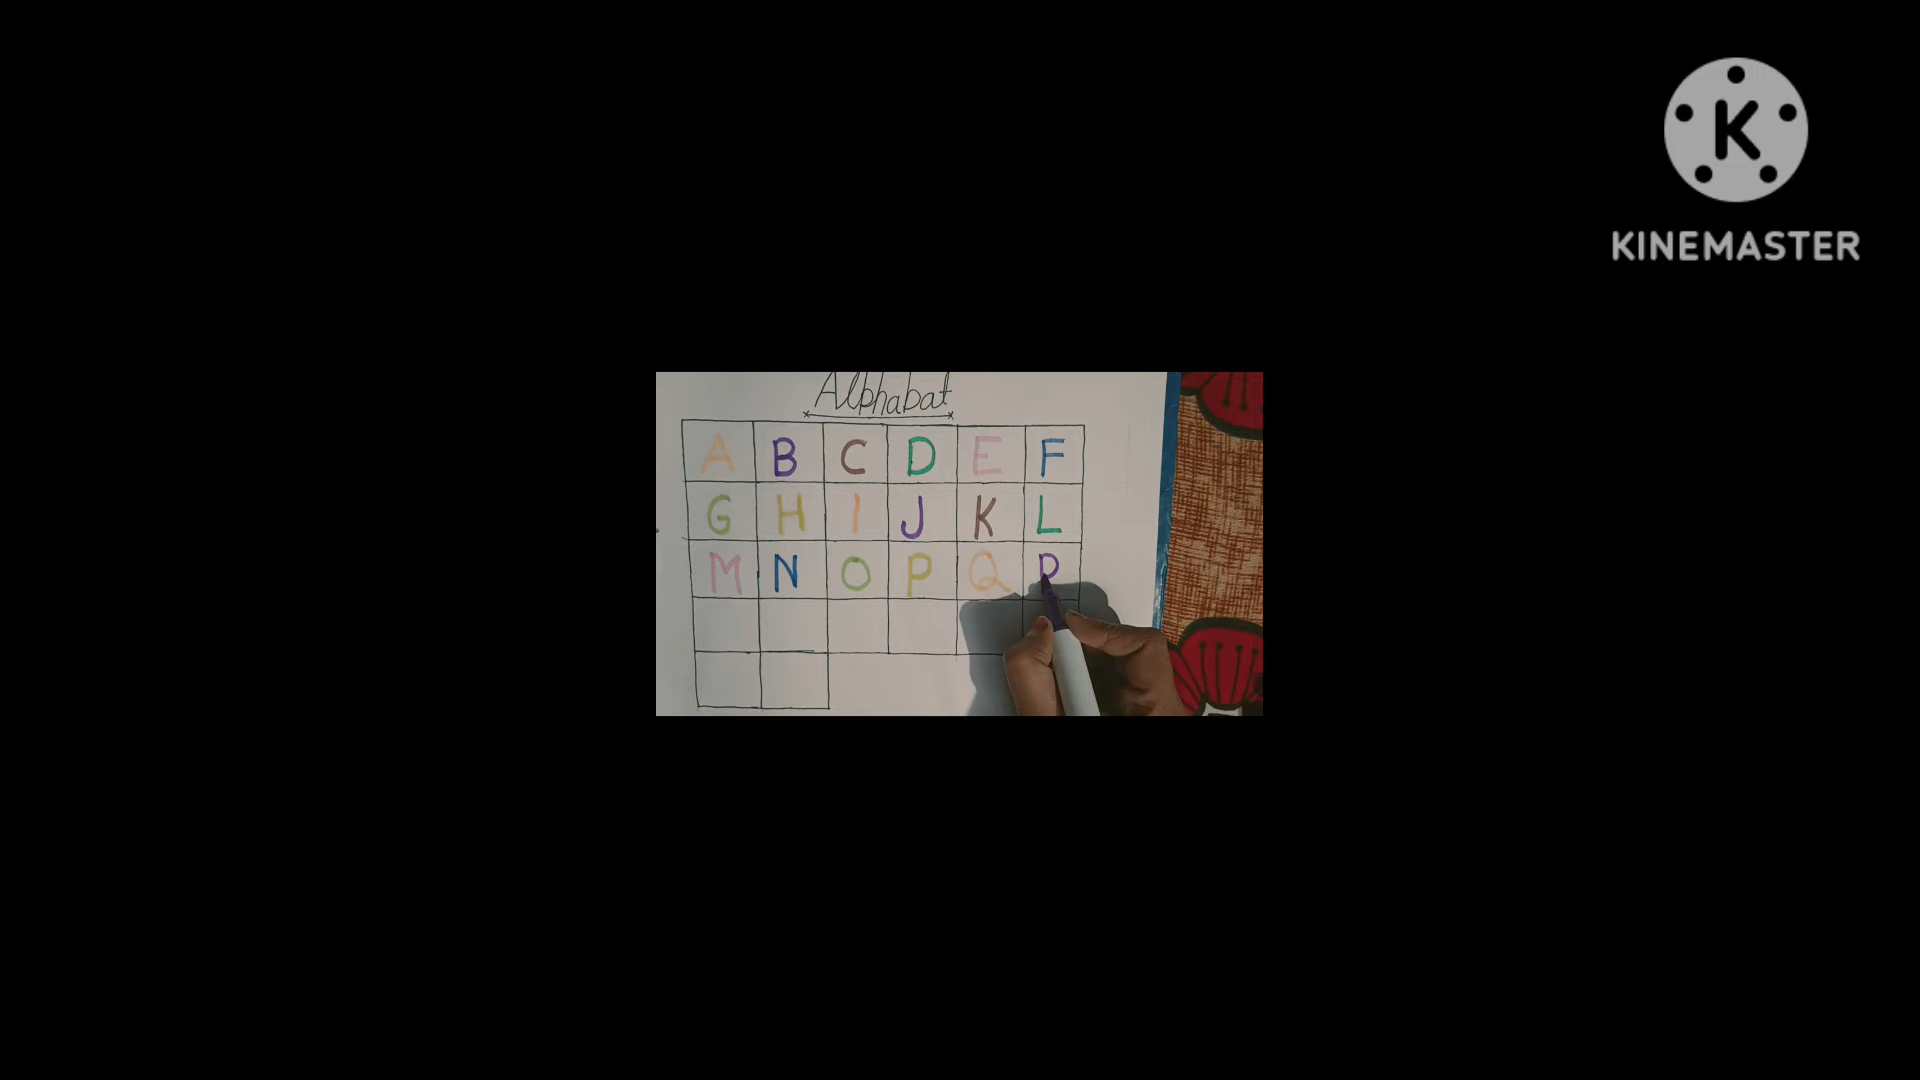 K
KINEMASTER
Alphabat
A B C D E F
G H I J K L
M N O P Q R